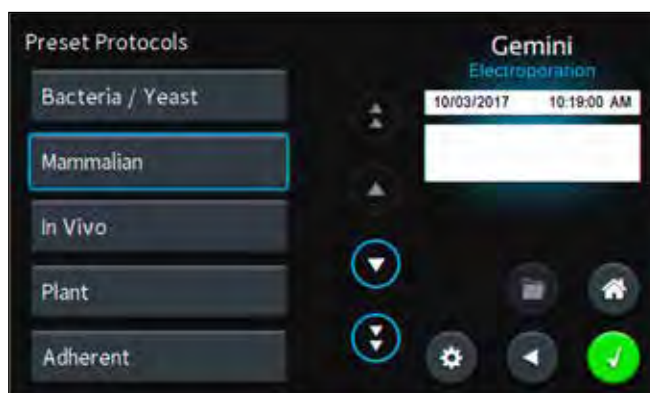 Preset Protocols
Bacteria / Yeast
Mammalian
In Vivo
Plant
Adherent
Gemini
Electroporation
10/03/2017 10:19:00 AM